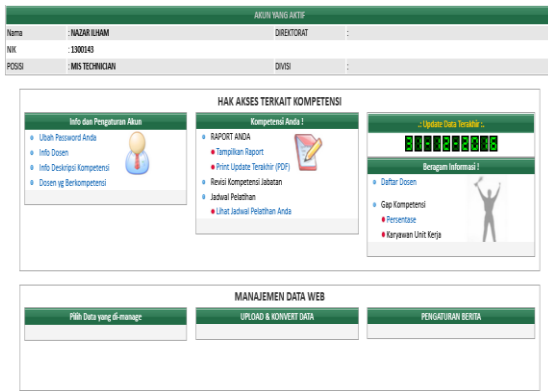 AKUN YANG AKTIF
Nama : NAZAR ILHAM DIREKTORAT :
NIK : 1300143
POSISI : MIS TECHNICIAN DIVISI :
HAK AKSES TERKAIT KOMPETENSI
Info dan Pengaturan Akun
Ubah Password Anda
Info Dosen
Info Deskripsi Kompetensi
Dosen yg Berkompetensi
Kompetensi Anda !
RAPORT ANDA
Tampilkan Raport
Print Update Terakhir (PDF)
Revisi Kompetensi Jabatan
Jadwal Pelatihan
Lihat Jadwal Pelatihan Anda
.: Update Data Terakhir :.
31-12-2016
Beragam Informasi !
Daftar Dosen
Gap Kompetensi
Persentase
Karyawan Unit Kerja
MANAJEMEN DATA WEB
Pilih Data yang di-manage
UPLOAD & KONVERT DATA
PENGATURAN BERITA